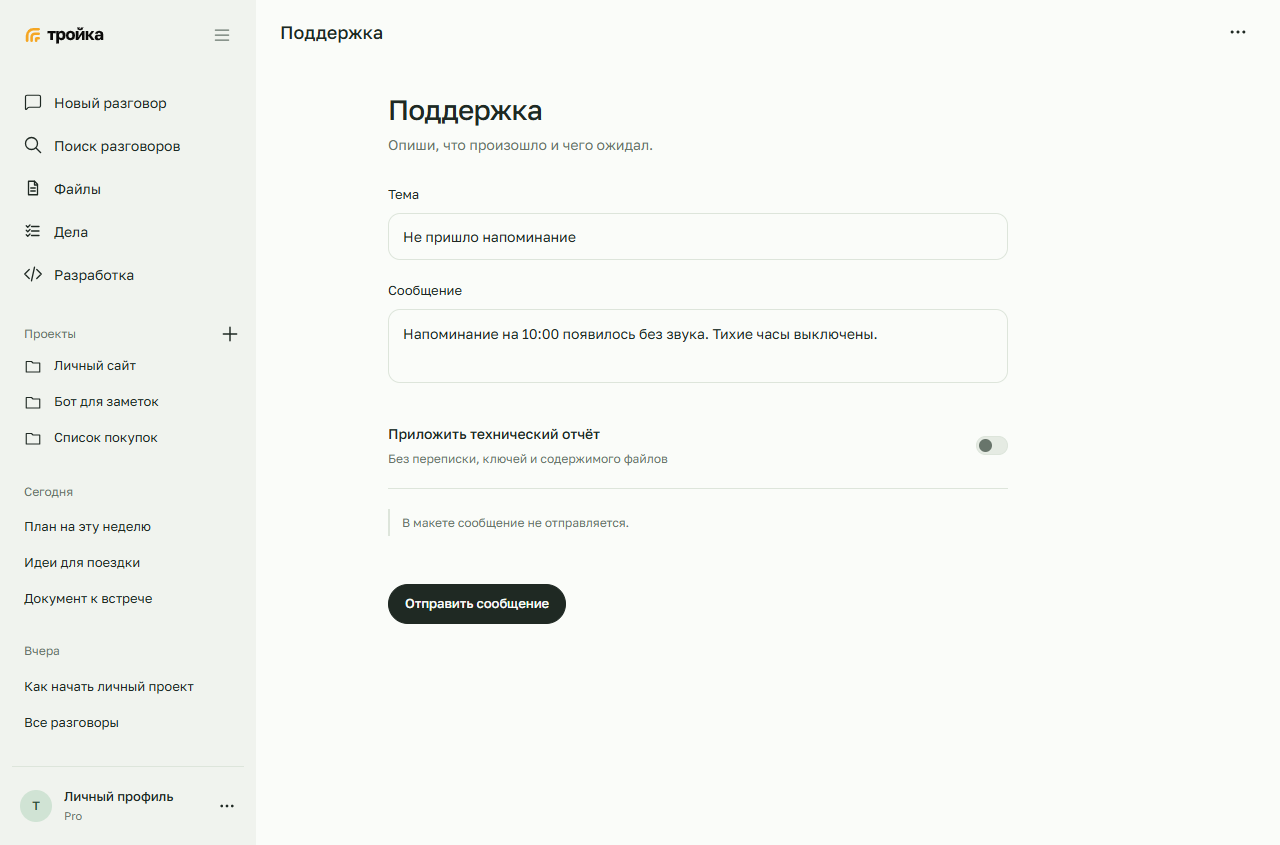 тройка
Новый разговор
Поиск разговоров
Файлы
Дела
Разработка
Проекты
Личный сайт
Бот для заметок
Список покупок
Сегодня
План на эту неделю
Идеи для поездки
Документ к встрече
Вчера
Как начать личный проект
Все разговоры
Т
Личный профиль
Pro
Поддержка
Поддержка
Опиши, что произошло и чего ожидал.
Тема
Не пришло напоминание
Сообщение
Напоминание на 10:00 появилось без звука. Тихие часы выключены.
Приложить технический отчёт
Без переписки, ключей и содержимого файлов
В макете сообщение не отправляется.
Отправить сообщение